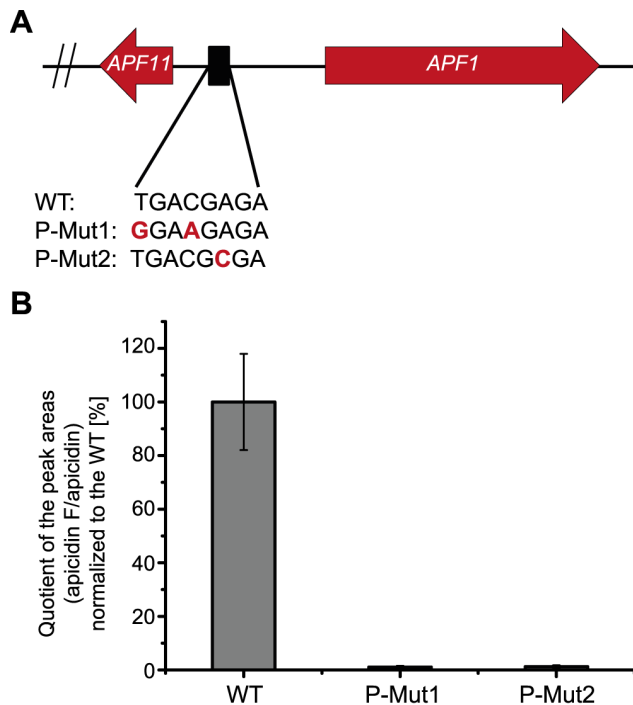 A
APF11
APF1
WT: TGACGAGA
P-Mut1: GGAAGAGA
P-Mut2: TGACGCGA
B
Quotient of the peak areas
(apicidin F/apicidin)
normalized to the WT [%]
120
100
80
60
40
20
0
WT P-Mut1 P-Mut2